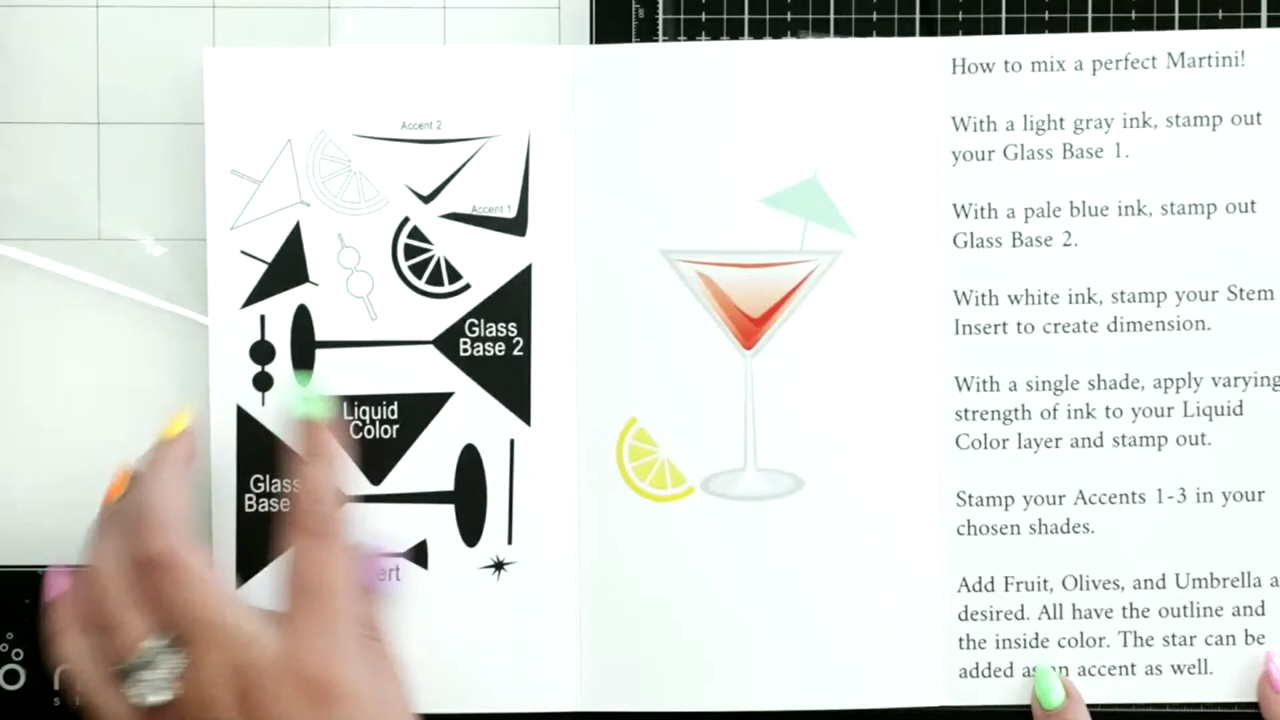 Accent 2
Accent 1
Glass
Base 2
Liquid
Color
Glass
Base
How to mix a perfect Martini!
With a light gray ink, stamp out
your Glass Base 1.
With a pale blue ink, stamp out
Glass Base 2.
With white ink, stamp your Stem
Insert to create dimension.
With a single shade, apply varying
strength of ink to your Liquid
Color layer and stamp out.
Stamp your Accents 1-3 in your
chosen shades.
Add Fruit, Olives, and Umbrella
desired. All have the outline and
the inside color. The star can be
added as an accent as well.